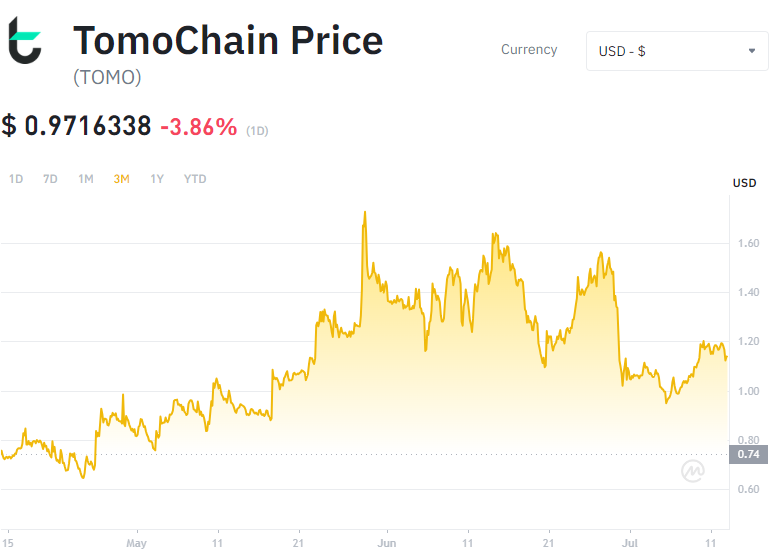 TomoChain Price
(TOMO)
Currency
USD - $
$ 0.9716338 -3.86% (1D)
1D 7D 1M 3M 1Y YTD
USD
1.60
1.40
1.20
1.00
0.80
0.74
0.60
15 May 11 21 Jun 11 21 Jul 11